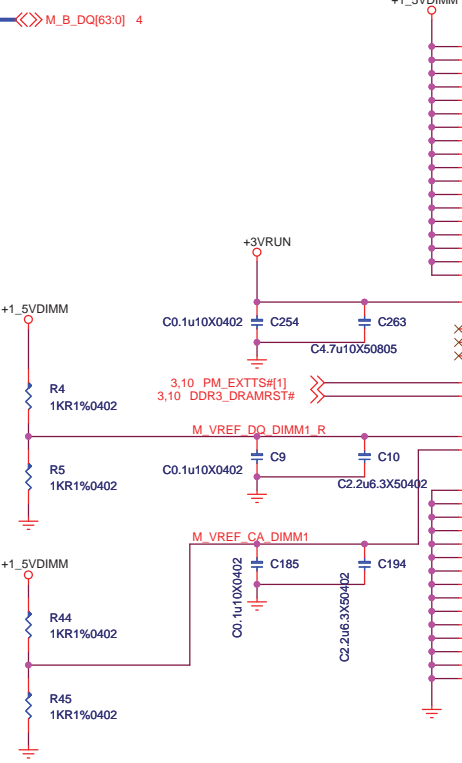 +1_5VDIMM
M_B_DQ[63:0] 4
+3VRUN
+1_5VDIMM
C0.1u10X0402
C254
C263
C4.7u10X50805
3,10 PM_EXTTS#[1]
3,10 DDR3_DRAMRST#
R4
1KR1%0402
M_VREF_DQ_DIMM1_R
C9
C10
C0.1u10X0402
R5
1KR1%0402
C2.2u6.3X50402
M_VREF_CA_DIMM1
+1_5VDIMM
C185
C194
C0.1u10X0402
C2.2u6.3X50402
R44
1KR1%0402
R45
1KR1%0402